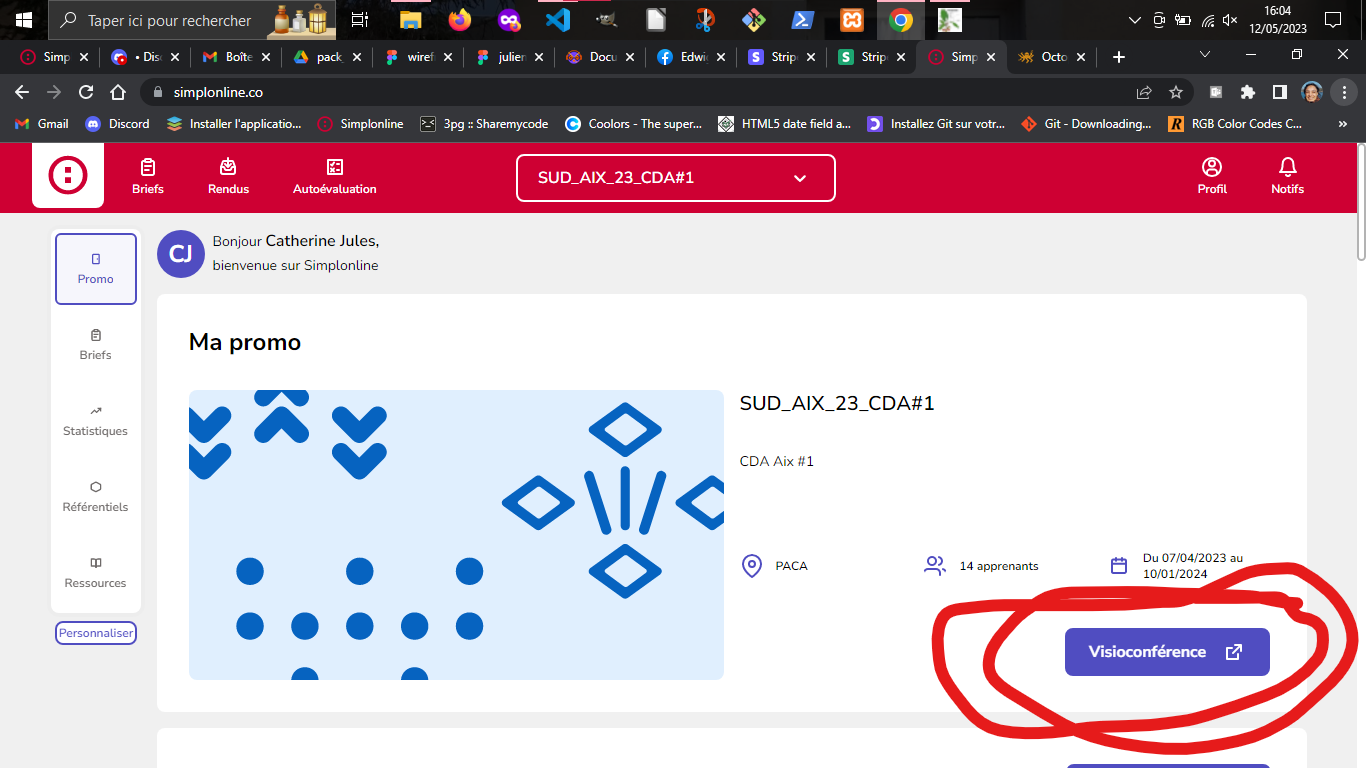 Taper ici pour rechercher
16:04
12/05/2023
Simp
• Disc
Boîte
pack
wiref
julien
Docu
Edwig
Stripe
Stripe
Simp
Octo
simplonline.co
Gmail
Discord
Installer l'applicatio...
Simplonline
3pg :: Sharemycode
Coolors - The super...
HTML5 date field a...
Installez Git sur votr...
Git - Downloading...
RGB Color Codes C...
»
Briefs
Rendus
Autoévaluation
SUD_AIX_23_CDA#1
Profil
Notifs
Promo
Briefs
Statistiques
Référentiels
Ressources
Personnaliser
CJ
Bonjour Catherine Jules,
bienvenue sur Simplonline
Ma promo
SUD_AIX_23_CDA#1
CDA Aix #1
PACA
14 apprenants
Du 07/04/2023 au
10/01/2024
Visioconférence